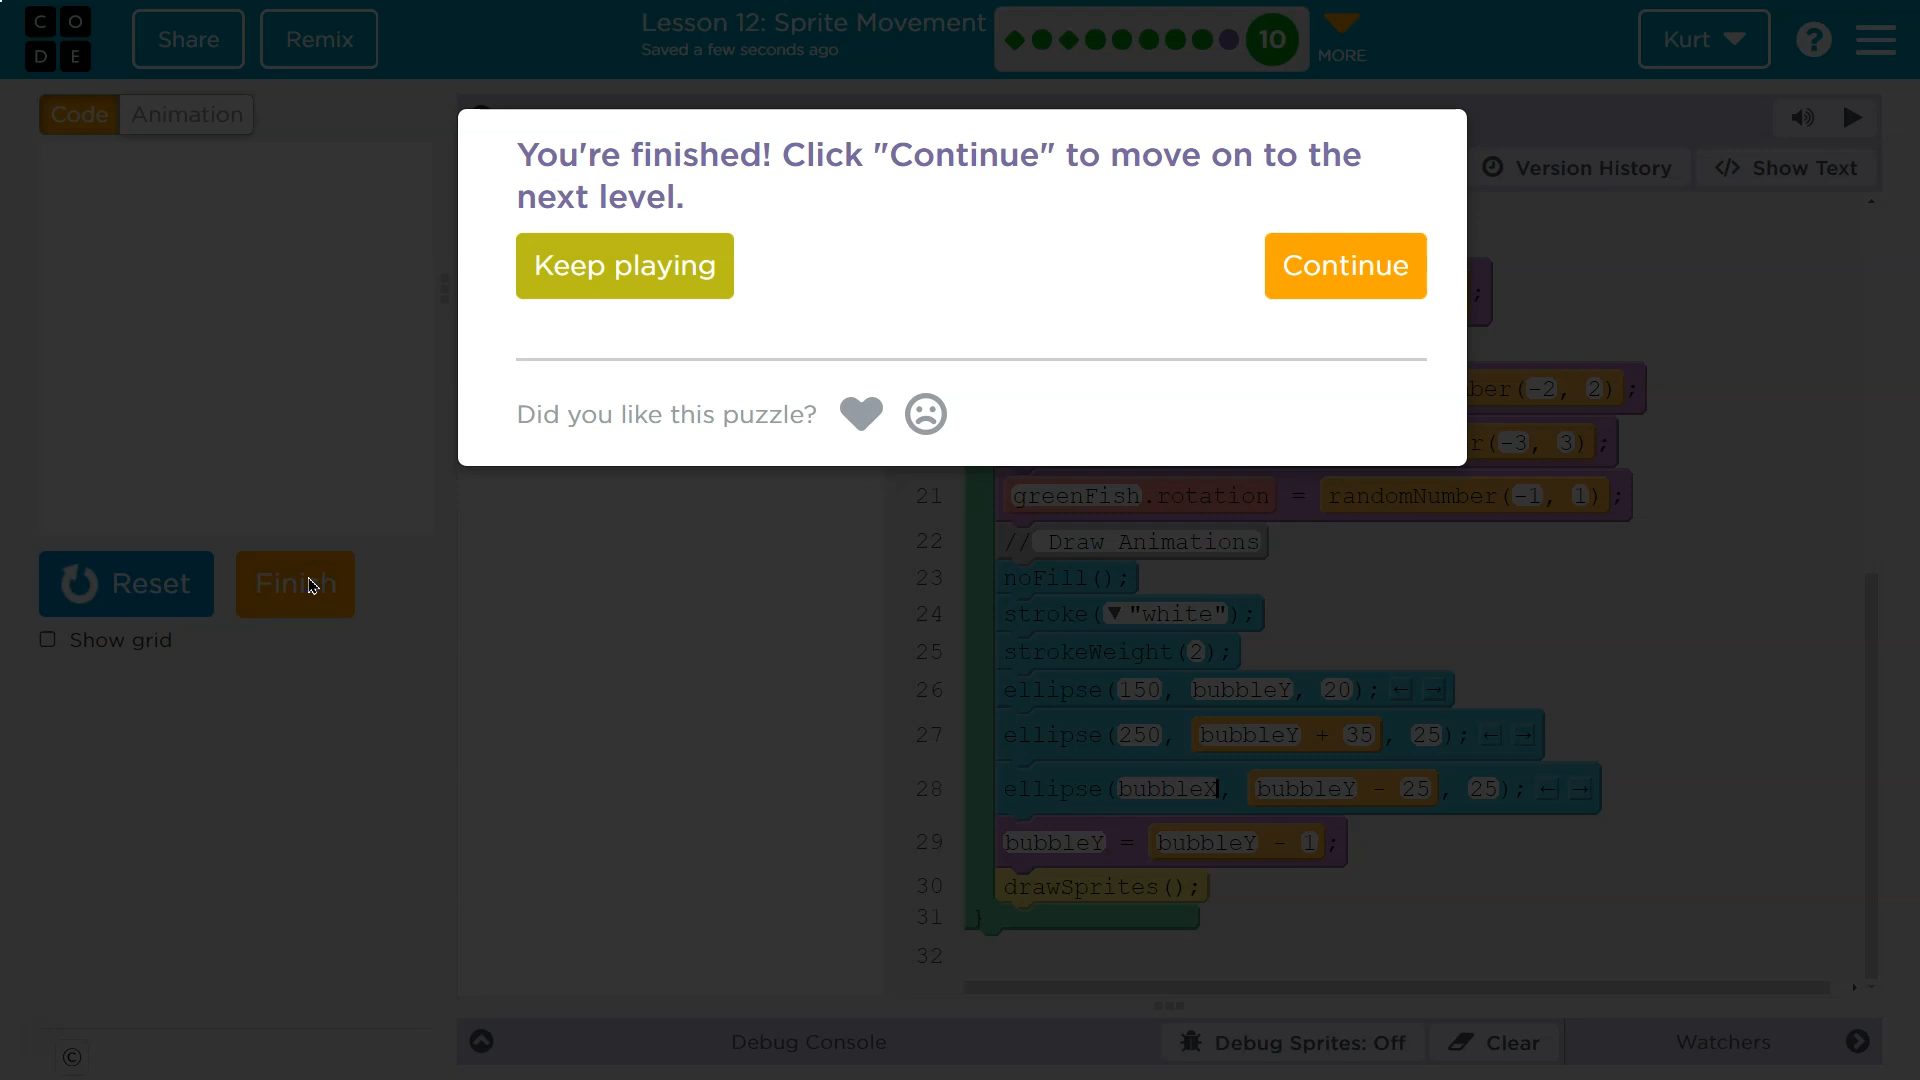 CODE
Share
Remix
Lesson 12: Sprite Movement
Saved a few seconds ago
10
MORE
Kurt
?
Code
Animation
You're finished! Click "Continue" to move on to the
next level.
Keep playing
Continue
Did you like this puzzle?
Version History
</> Show Text
;
ber(-2, 2);
r(-3, 3);
21 greenFish.rotation = randomNumber(-1, 1);
22 // Draw Animations
23 noFill();
24 stroke(▼"white");
25 strokeWeight(2);
26 ellipse(150, bubbleY, 20); ← →
27 ellipse(250, bubbleY + 35, 25); ← →
28 ellipse(bubbleX, bubbleY - 25, 25); ← →
29 bubbleY = bubbleY - 1;
30 drawSprites();
31 }
32
Reset
Finish
Show grid
©
Debug Console
Debug Sprites: Off
Clear
Watchers